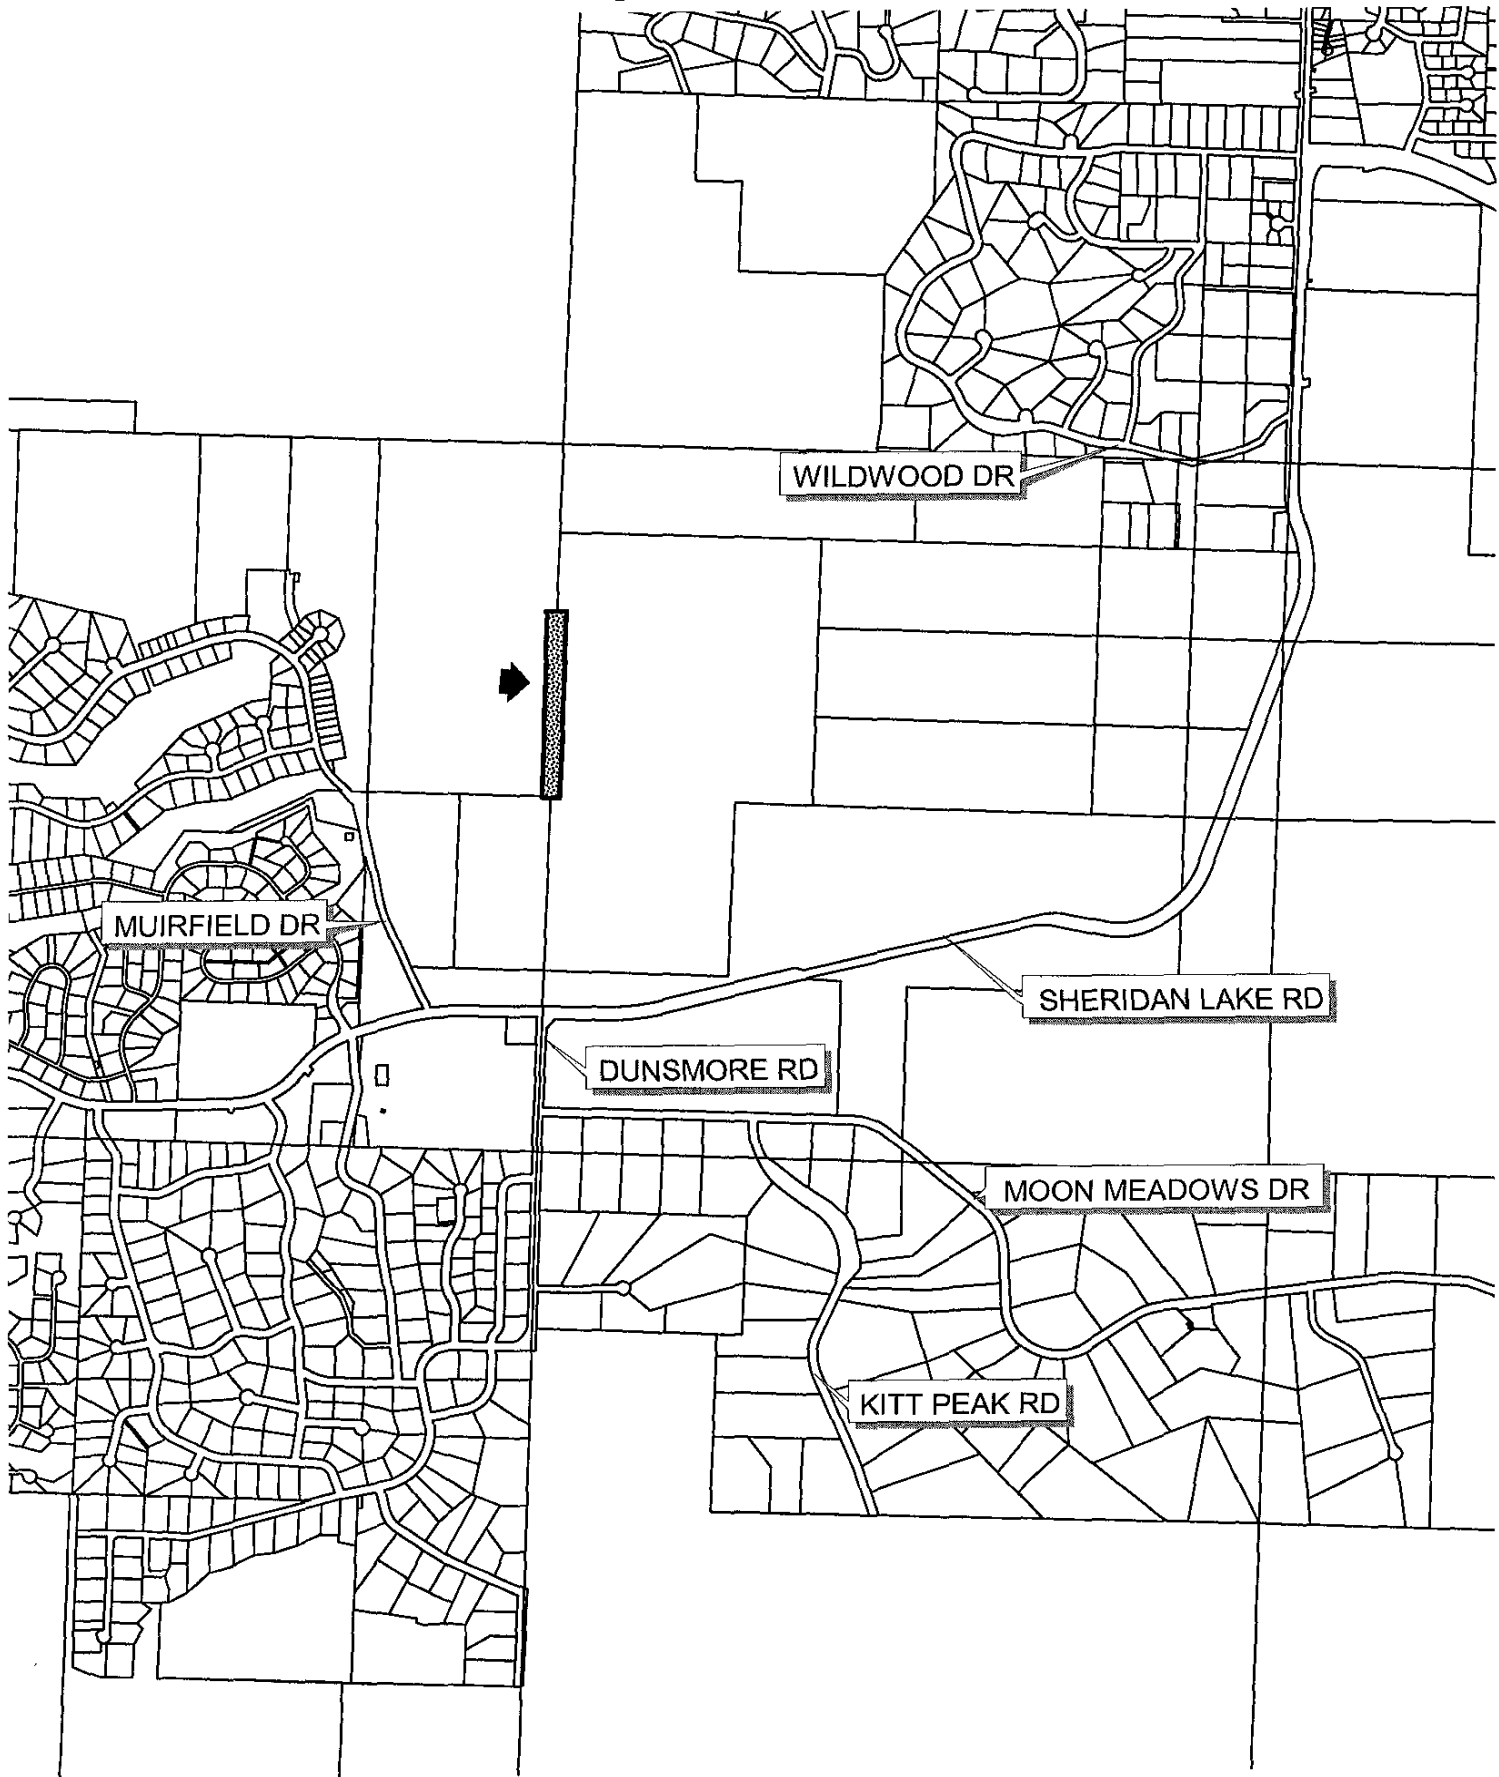 WILDWOOD DR
MUIRFIELD DR
SHERIDAN LAKE RD
DUNSMORE RD
MOON MEADOWS DR
KITT PEAK RD